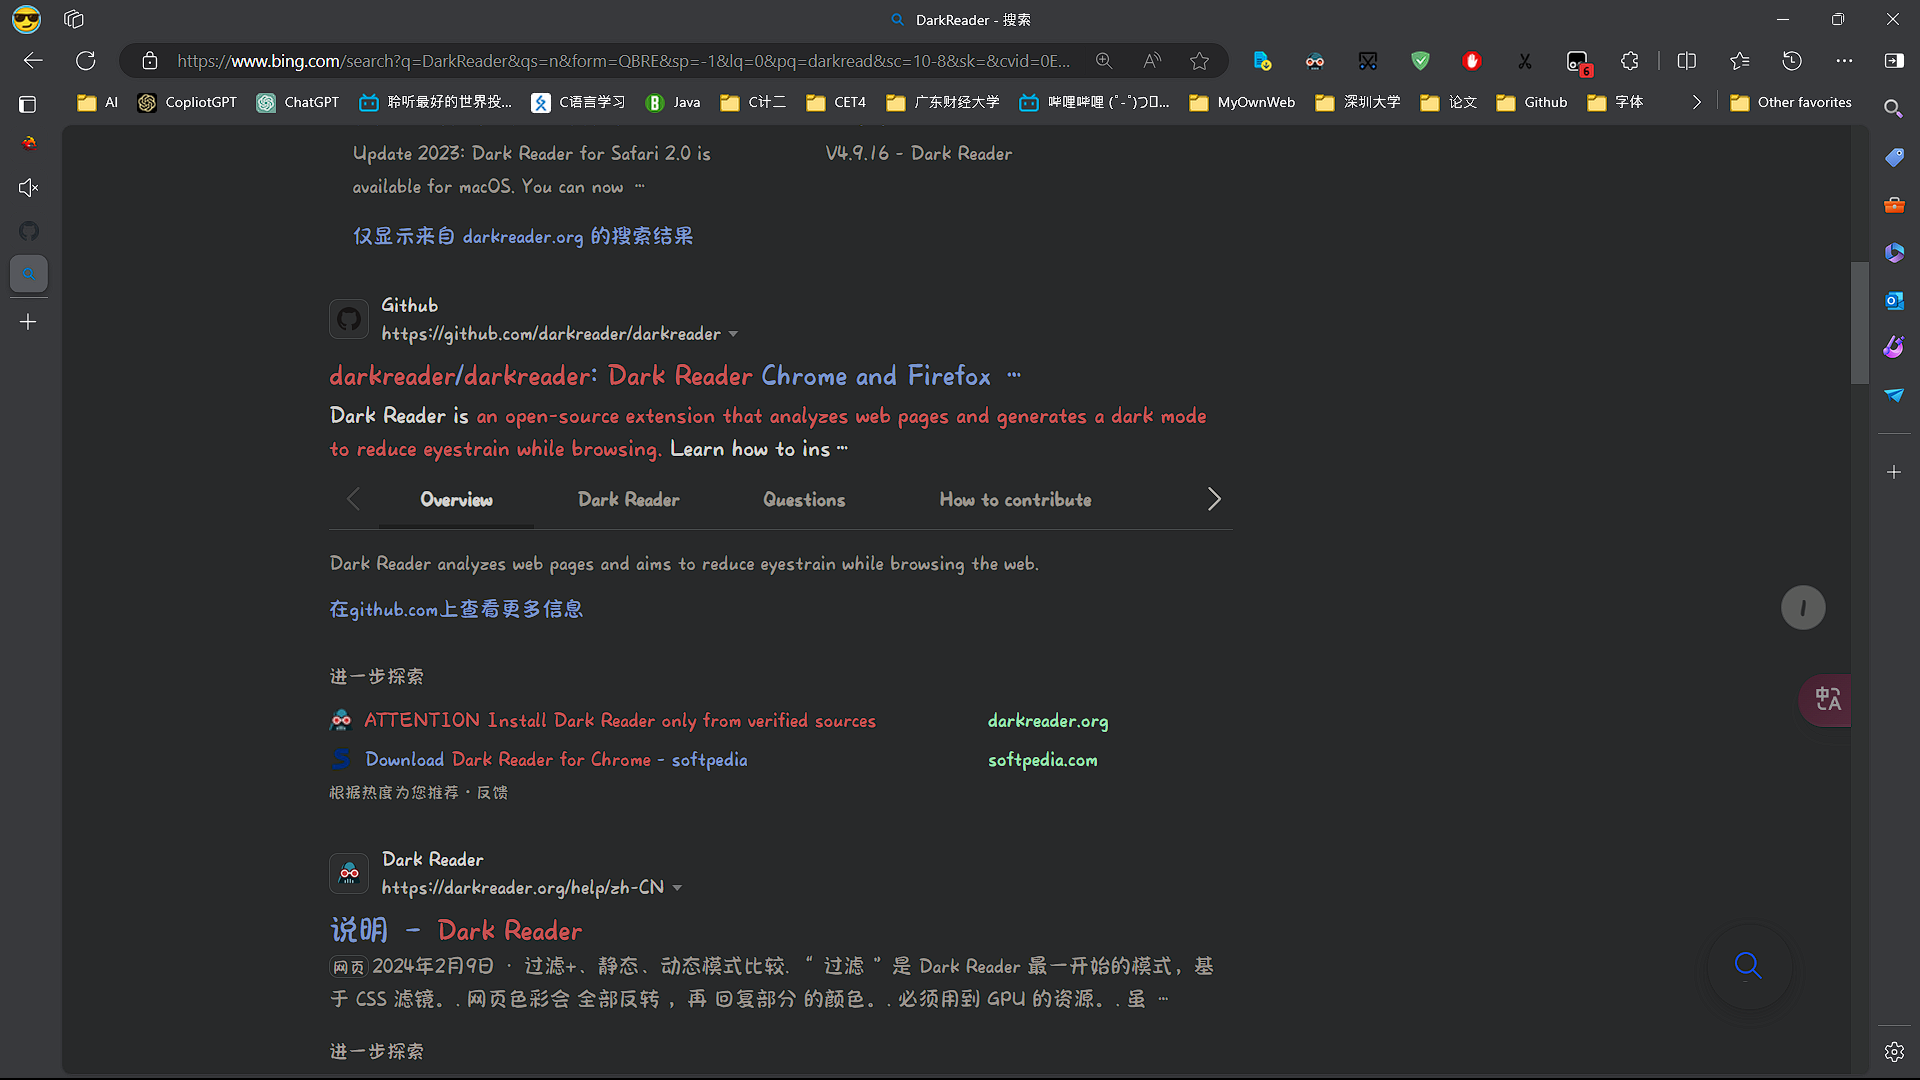 DarkReader - 搜索
https://www.bing.com/search?q=DarkReader&qs=n&form=QBRE&sp=-1&lq=0&pq=darkread&sc=10-8&sk=&cvid=0E...
6
AI CopliotGPT ChatGPT 聆听最好的世界投... C语言学习 Java C计二 CET4 广东财经大学 哔哩哔哩 MyOwnWeb 深圳大学 论文 Github 字体 Other favorites
Update 2023: Dark Reader for Safari 2.0 is
available for macOS. You can now ...
V4.9.16 - Dark Reader
仅显示来自 darkreader.org 的搜索结果
Github
https://github.com/darkreader/darkreader
darkreader/darkreader: Dark Reader Chrome and Firefox ...
Dark Reader is an open-source extension that analyzes web pages and generates a dark mode
to reduce eyestrain while browsing. Learn how to ins ...
Overview Dark Reader Questions How to contribute
Dark Reader analyzes web pages and aims to reduce eyestrain while browsing the web.
在github.com上查看更多信息
进一步探索
ATTENTION Install Dark Reader only from verified sources darkreader.org
Download Dark Reader for Chrome - softpedia softpedia.com
根据热度为您推荐 · 反馈
Dark Reader
https://darkreader.org/help/zh-CN
说明 - Dark Reader
网页 2024年2月9日 · 过滤+、静态、动态模式比较. “ 过滤 ” 是 Dark Reader 最一开始的模式，基
于 CSS 滤镜。. 网页色彩会 全部反转 ，再 回复部分 的颜色。. 必须用到 GPU 的资源。. 虽 ...
进一步探索